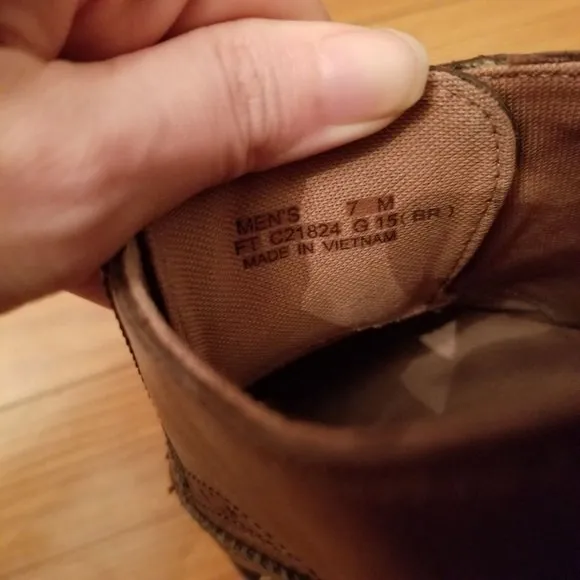 MEN'S 7 M
FT C21824 G 15 ( BR )
MADE IN VIETNAM